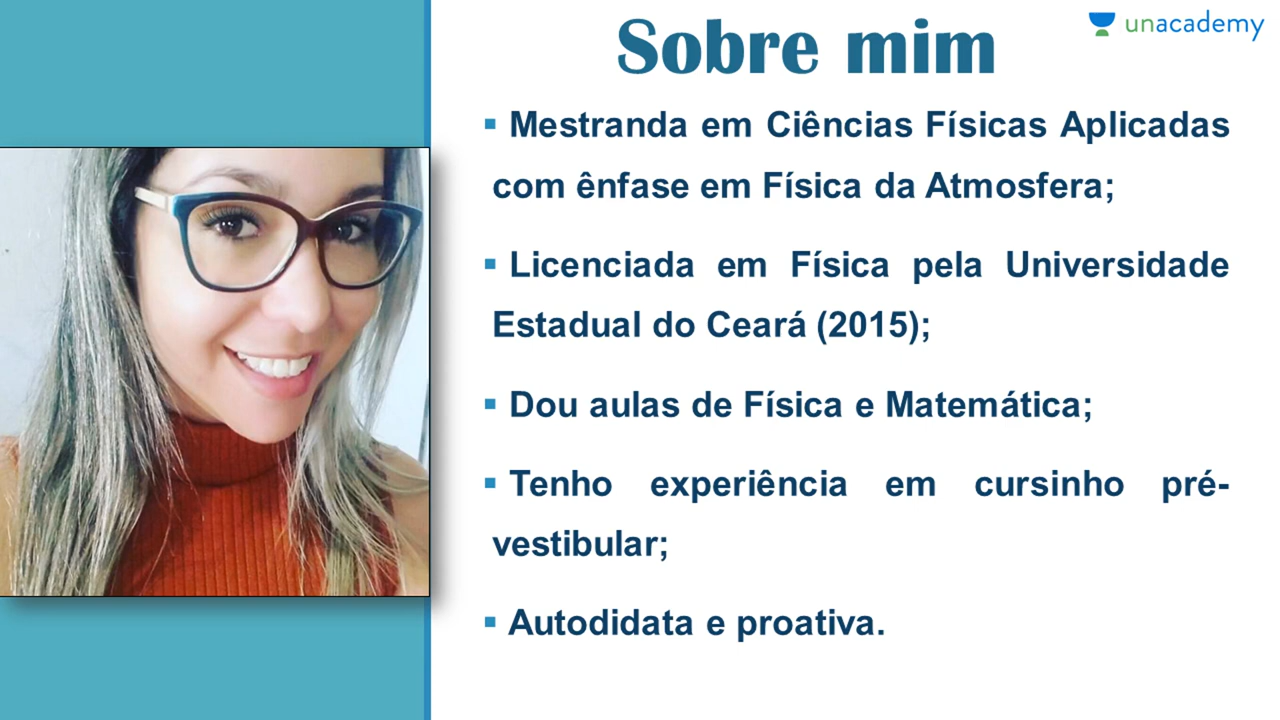 Sobre mim
unacademy
▪ Mestranda em Ciências Físicas Aplicadas
com ênfase em Física da Atmosfera;
▪ Licenciada em Física pela Universidade
Estadual do Ceará (2015);
▪ Dou aulas de Física e Matemática;
▪ Tenho experiência em cursinho pré-
vestibular;
▪ Autodidata e proativa.